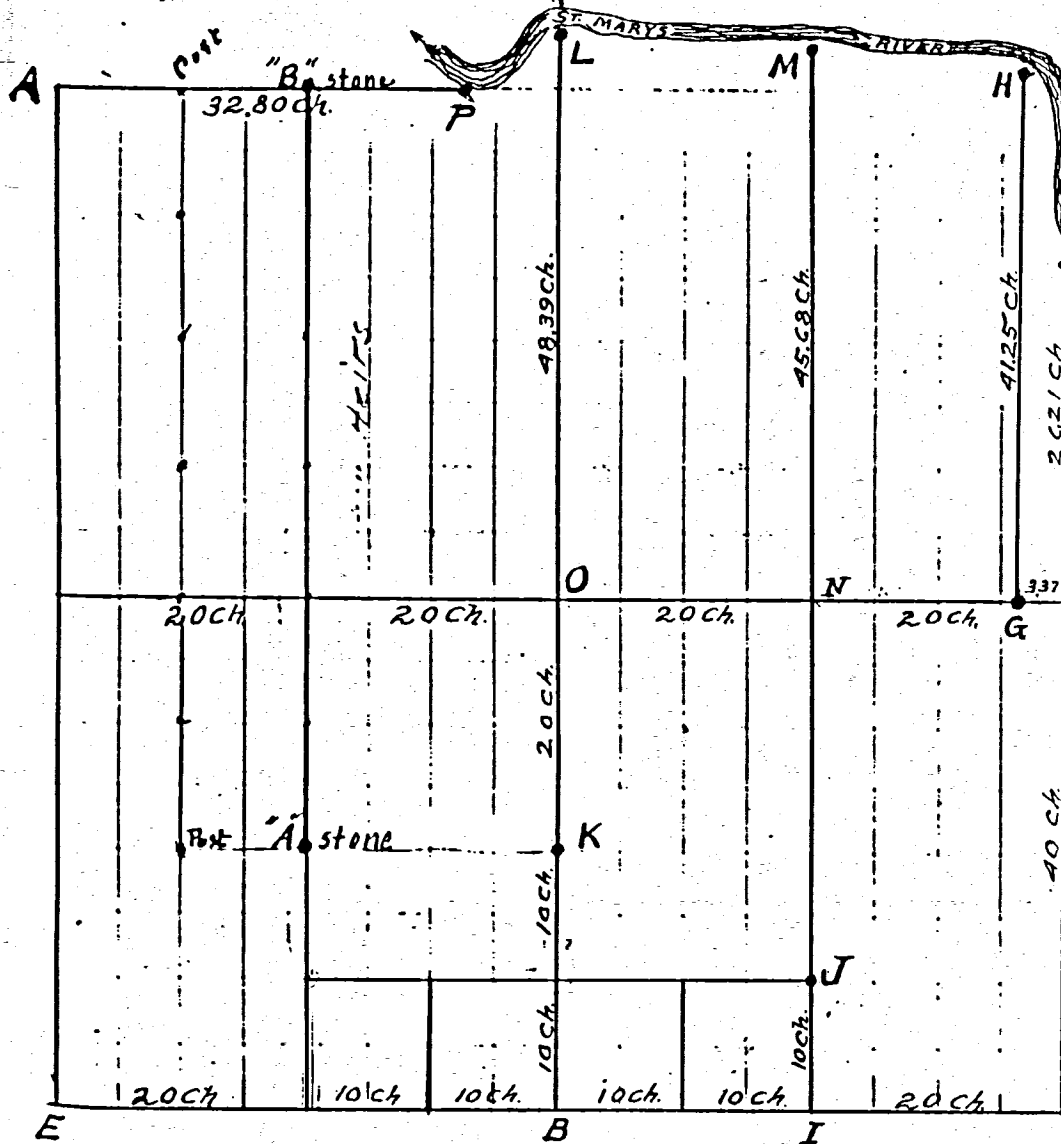 ST. MARYS RIVER
Post
A
"B" stone
L
M
H
32.80 Ch.
P
48.39 Ch.
45.68 Ch.
41.25 Ch.
O
N
3.37
20 Ch.
20 Ch.
20 Ch.
20 Ch.
G
20 Ch.
40 Ch.
Post
"A" stone
K
10 Ch.
J
10 Ch.
10 Ch.
20 Ch
10 Ch
10 Ch.
10 Ch.
10 Ch.
20 Ch.
E
B
I